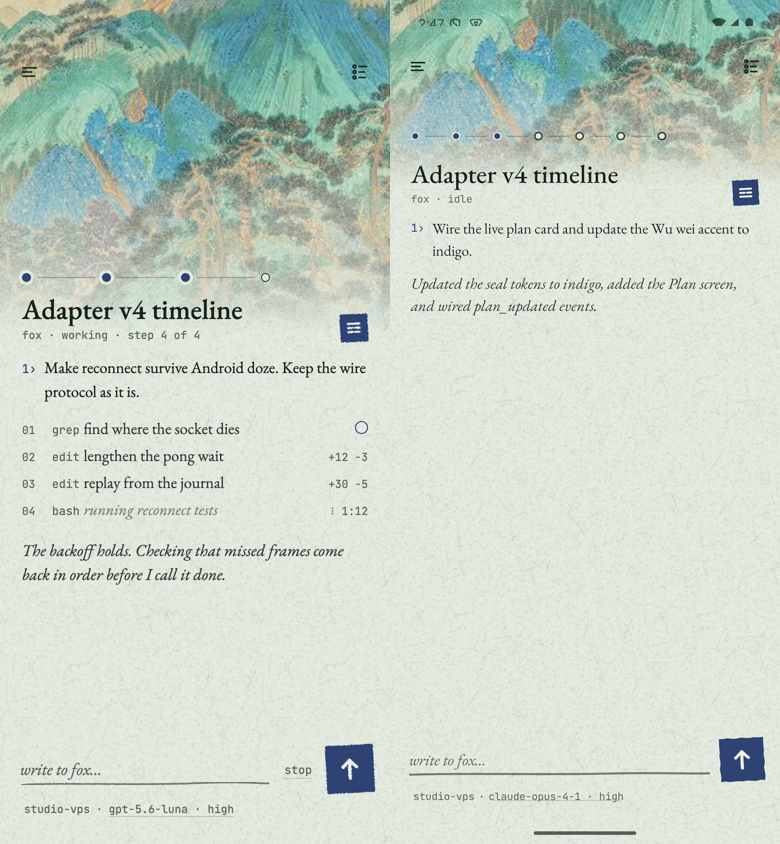 Adapter v4 timeline
fox · working · step 4 of 4
1› Make reconnect survive Android doze. Keep the wire
protocol as it is.
01 grep find where the socket dies
02 edit lengthen the pong wait +12 -3
03 edit replay from the journal +30 -5
04 bash running reconnect tests ⁝ 1:12
The backoff holds. Checking that missed frames come
back in order before I call it done.
write to fox...
stop
studio-vps · gpt-5.6-luna · high
2:47
Adapter v4 timeline
fox · idle
1› Wire the live plan card and update the Wu wei accent to
indigo.
Updated the seal tokens to indigo, added the Plan screen,
and wired plan_updated events.
write to fox...
studio-vps · claude-opus-4-1 · high